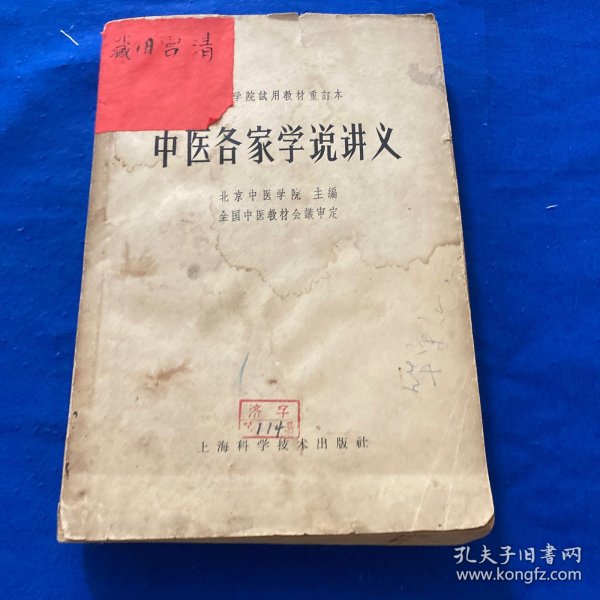 清宫旧藏
学院試用教材重訂本
中医各家学说讲义
北京中医学院 主編
全国中医教材会議审定
济字
114
上海科学技术出版社
孔夫子旧书网
www.kongfz.com